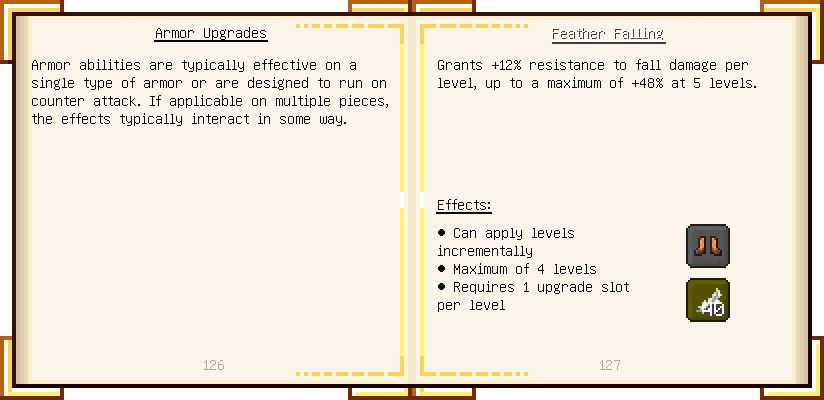 Armor Upgrades
Armor abilities are typically effective on a
single type of armor or are designed to run on
counter attack. If applicable on multiple pieces,
the effects typically interact in some way.
126
Feather Falling
Grants +12% resistance to fall damage per
level, up to a maximum of +48% at 5 levels.
Effects:
• Can apply levels
incrementally
• Maximum of 4 levels
• Requires 1 upgrade slot
per level
40
127